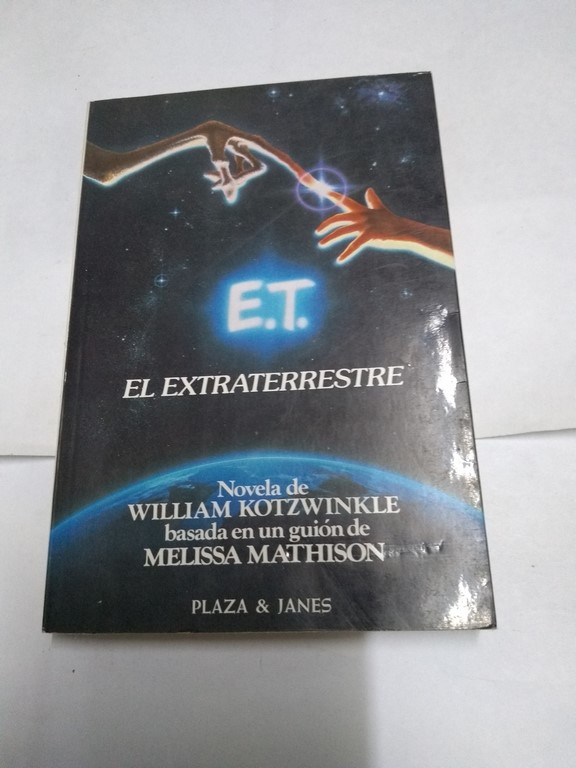 E.T.
EL EXTRATERRESTRE
Novela de
WILLIAM KOTZWINKLE
basada en un guión de
MELISSA MATHISON
PLAZA & JANES